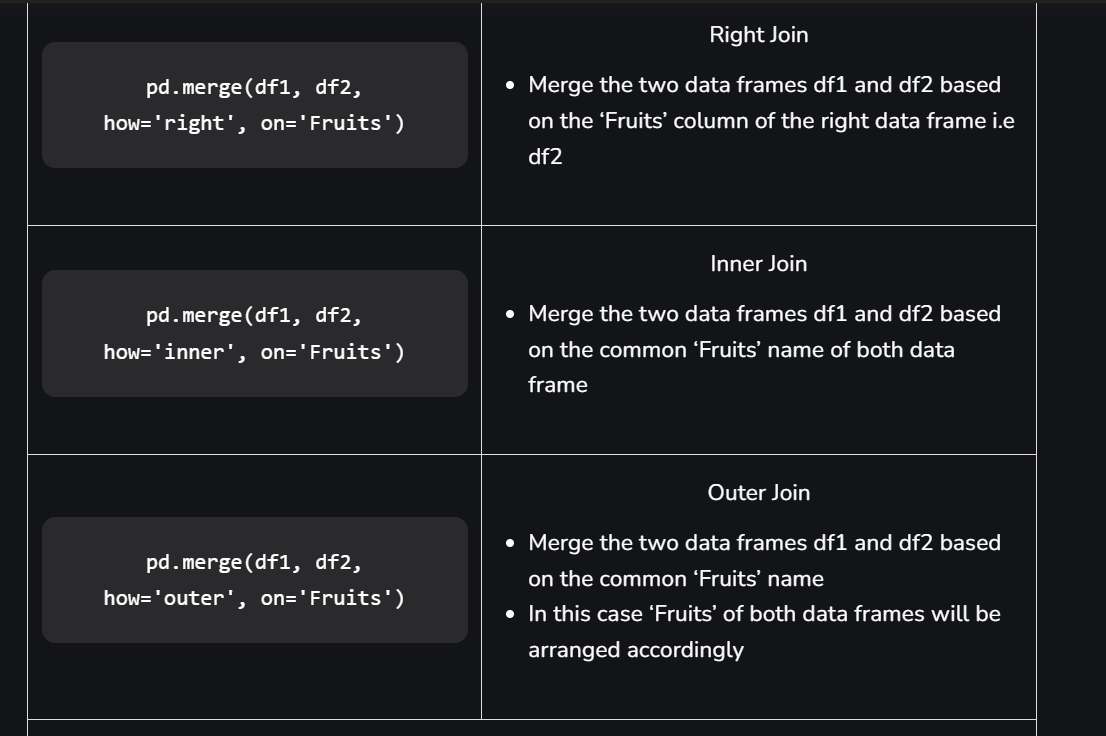 Right Join
pd.merge(df1, df2,
how='right', on='Fruits')
• Merge the two data frames df1 and df2 based
on the ‘Fruits’ column of the right data frame i.e
df2
Inner Join
pd.merge(df1, df2,
how='inner', on='Fruits')
• Merge the two data frames df1 and df2 based
on the common ‘Fruits’ name of both data
frame
Outer Join
pd.merge(df1, df2,
how='outer', on='Fruits')
• Merge the two data frames df1 and df2 based
on the common ‘Fruits’ name
• In this case ‘Fruits’ of both data frames will be
arranged accordingly